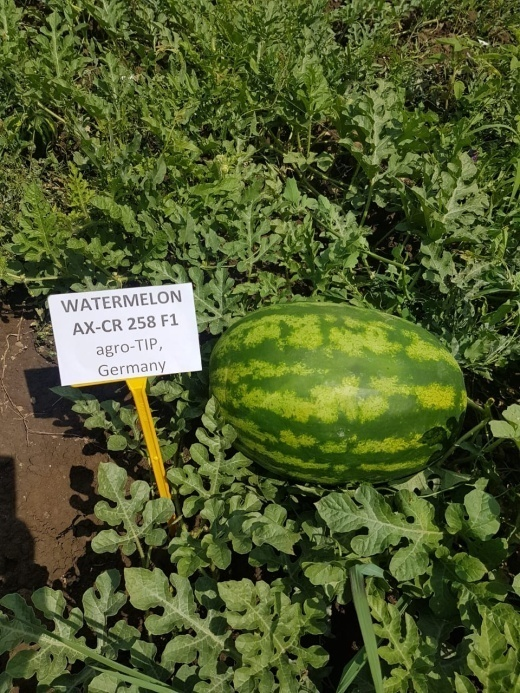 WATERMELON
AX-CR 258 F1
agro-TIP,
Germany